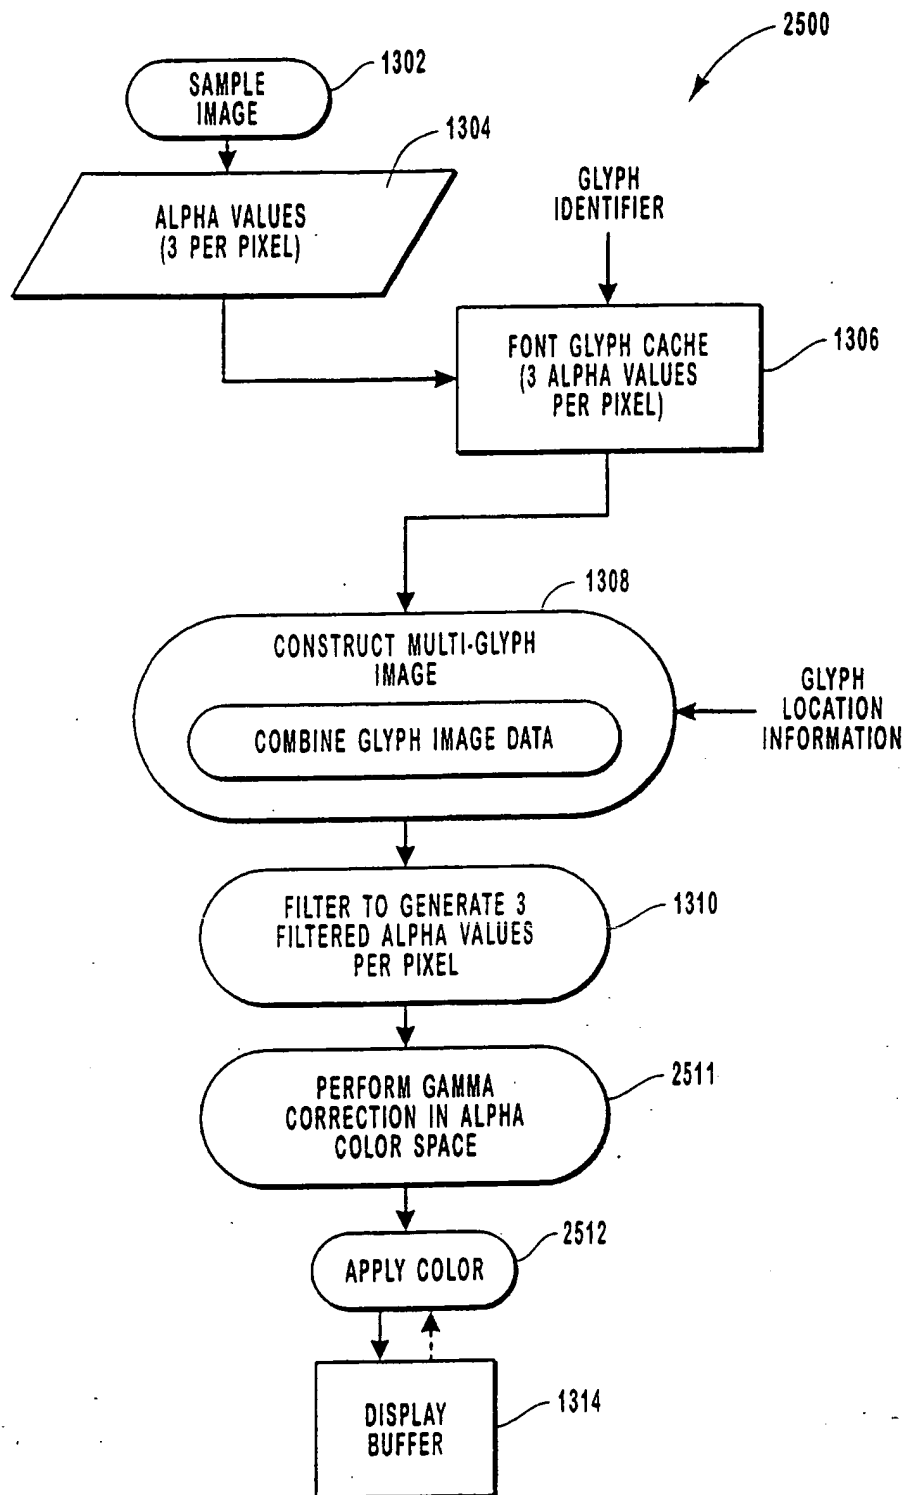 2500
1302
SAMPLE
IMAGE
1304
ALPHA VALUES
(3 PER PIXEL)
GLYPH
IDENTIFIER
FONT GLYPH CACHE
(3 ALPHA VALUES
PER PIXEL)
1306
1308
CONSTRUCT MULTI-GLYPH
IMAGE
COMBINE GLYPH IMAGE DATA
GLYPH
LOCATION
INFORMATION
FILTER TO GENERATE 3
FILTERED ALPHA VALUES
PER PIXEL
1310
PERFORM GAMMA
CORRECTION IN ALPHA
COLOR SPACE
2511
2512
APPLY COLOR
DISPLAY
BUFFER
1314